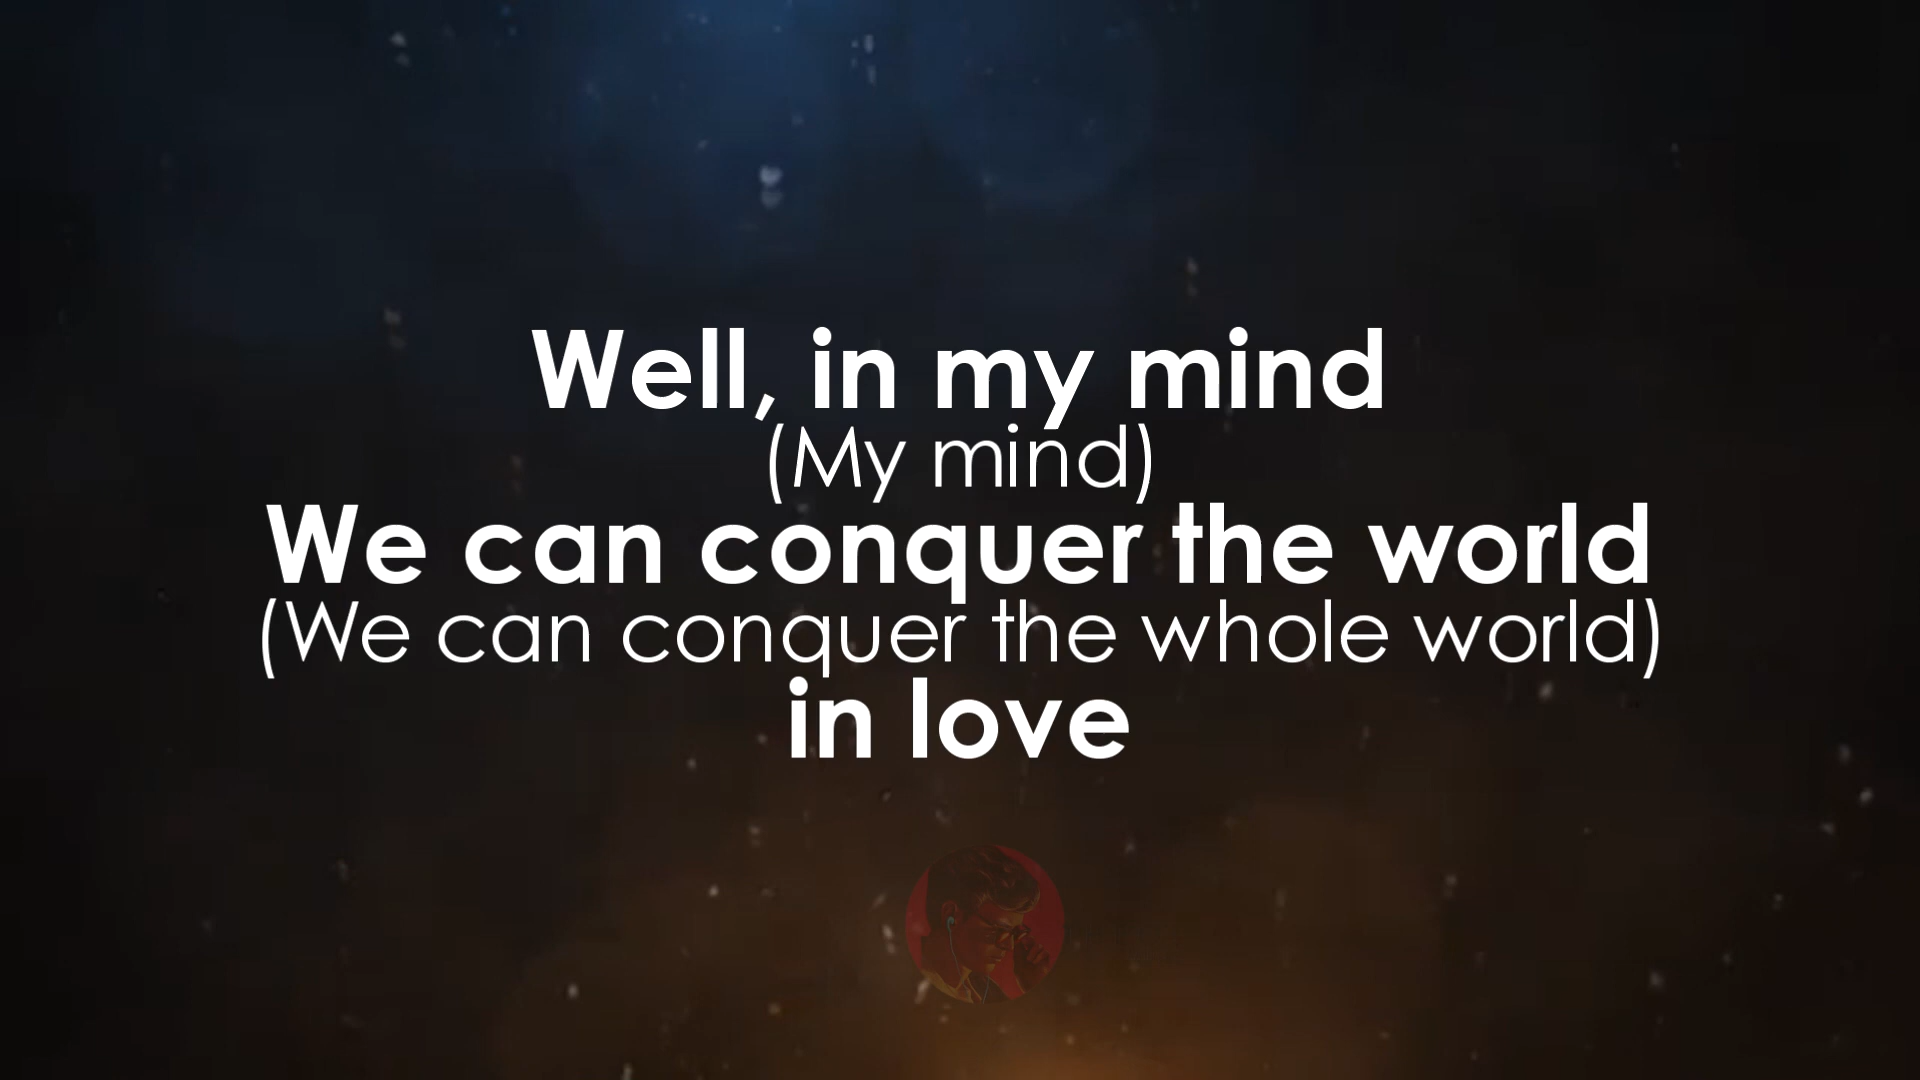 Well, in my mind
(My mind)
We can conquer the world
(We can conquer the whole world)
in love